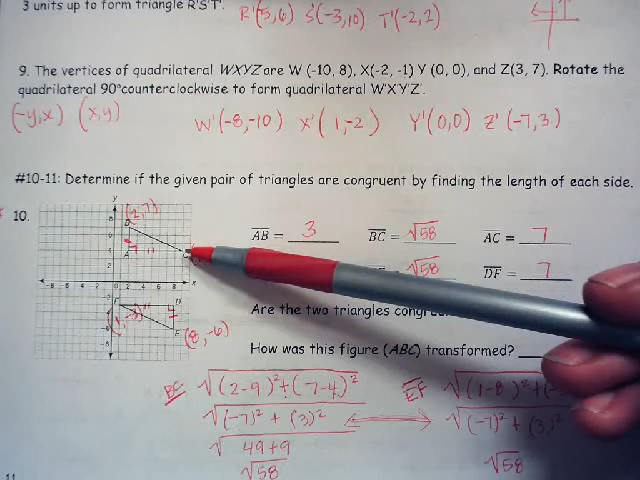 3 units up to form triangle R'S'T'.
R'(5,6) S'(-3,10) T'(-2,2)
9. The vertices of quadrilateral WXYZ are W (-10, 8), X(-2, -1) Y (0, 0), and Z(3, 7). Rotate the
quadrilateral 90°counterclockwise to form quadrilateral W'X'Y'Z'.
(-y,x) (x,y)
W'(-8,-10) X'(1,-2) Y'(0,0) Z'(-7,3)
#10-11: Determine if the given pair of triangles are congruent by finding the length of each side.
10.
(2,7)
AB = 3 BC = √58 AC = 7
√58 DF = 7
(8,-6)
Are the two triangles
How was this figure (ABC) transformed?
BC √(2-9)²+(7-4)² EF √(1-8)²+(
√(-7)² + (3)² √(-7)² + (3)²
√49+9
√58 √58